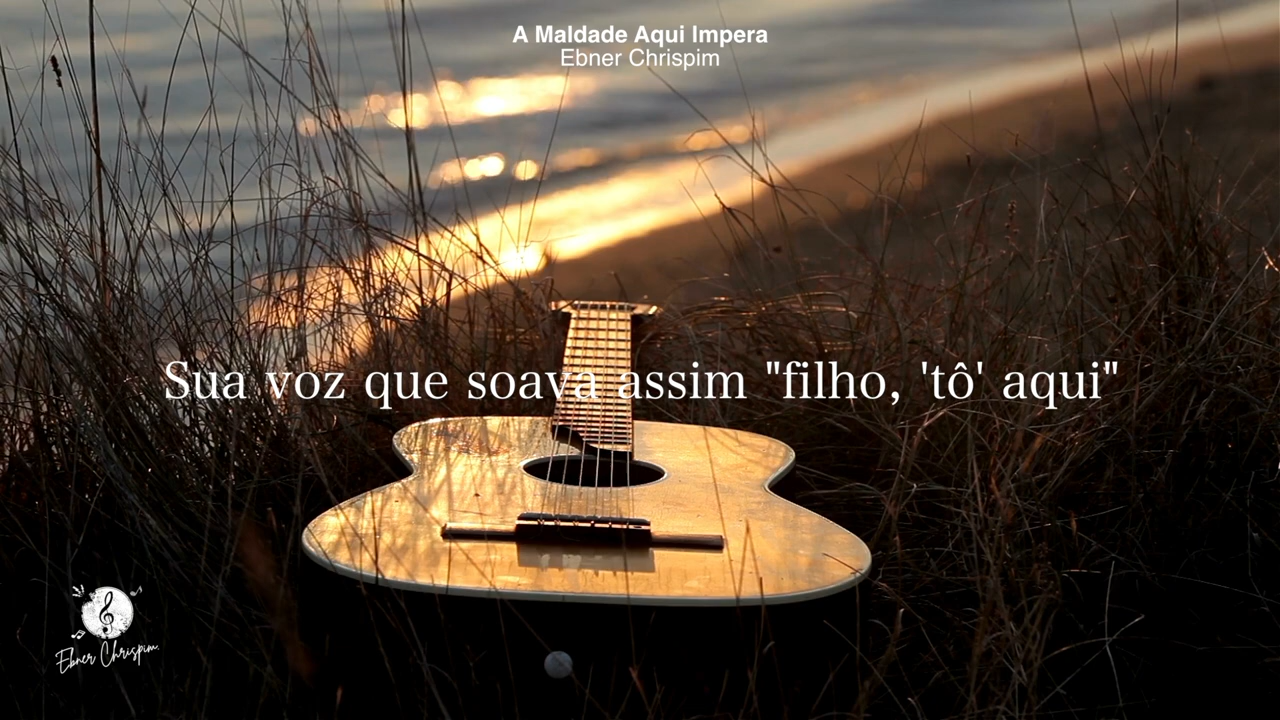 A Maldade Aqui Impera
Ebner Chrispim
Sua voz que soava assim "filho, 'tô' aqui"
Ebner Chrispim